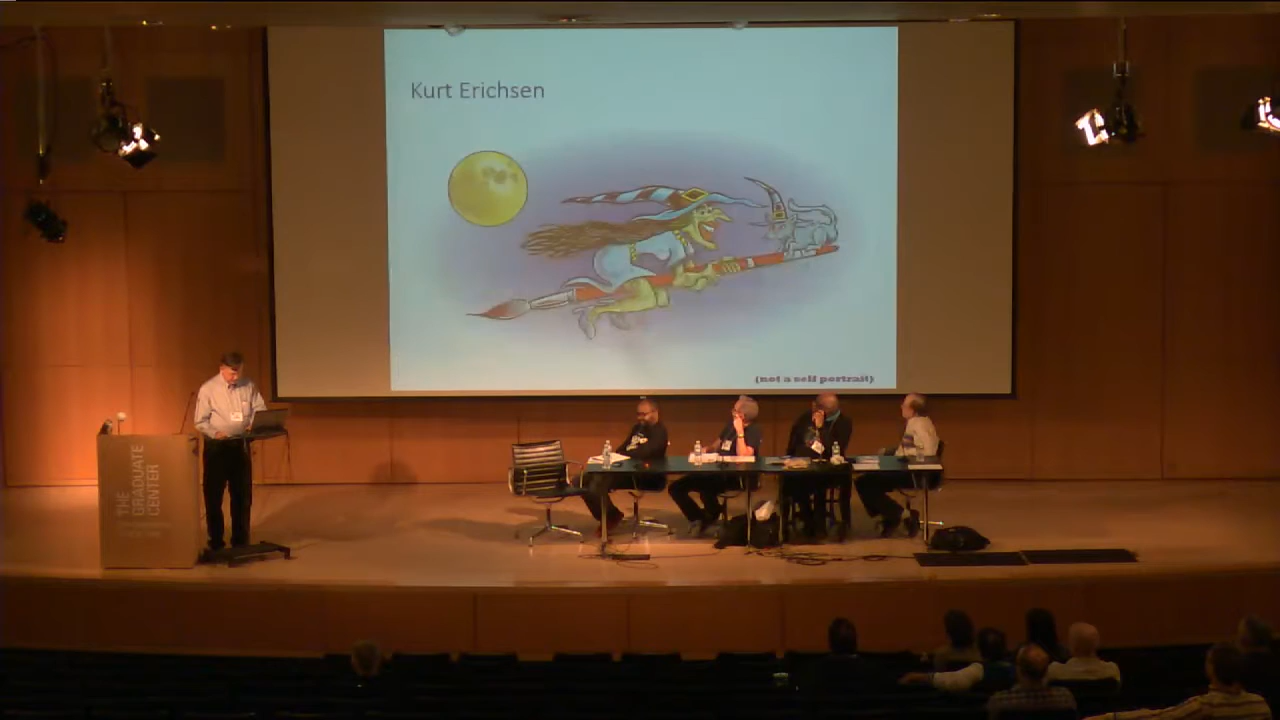 Kurt Erichsen
(not a self portrait)
THE
GRADUATE
CENTER